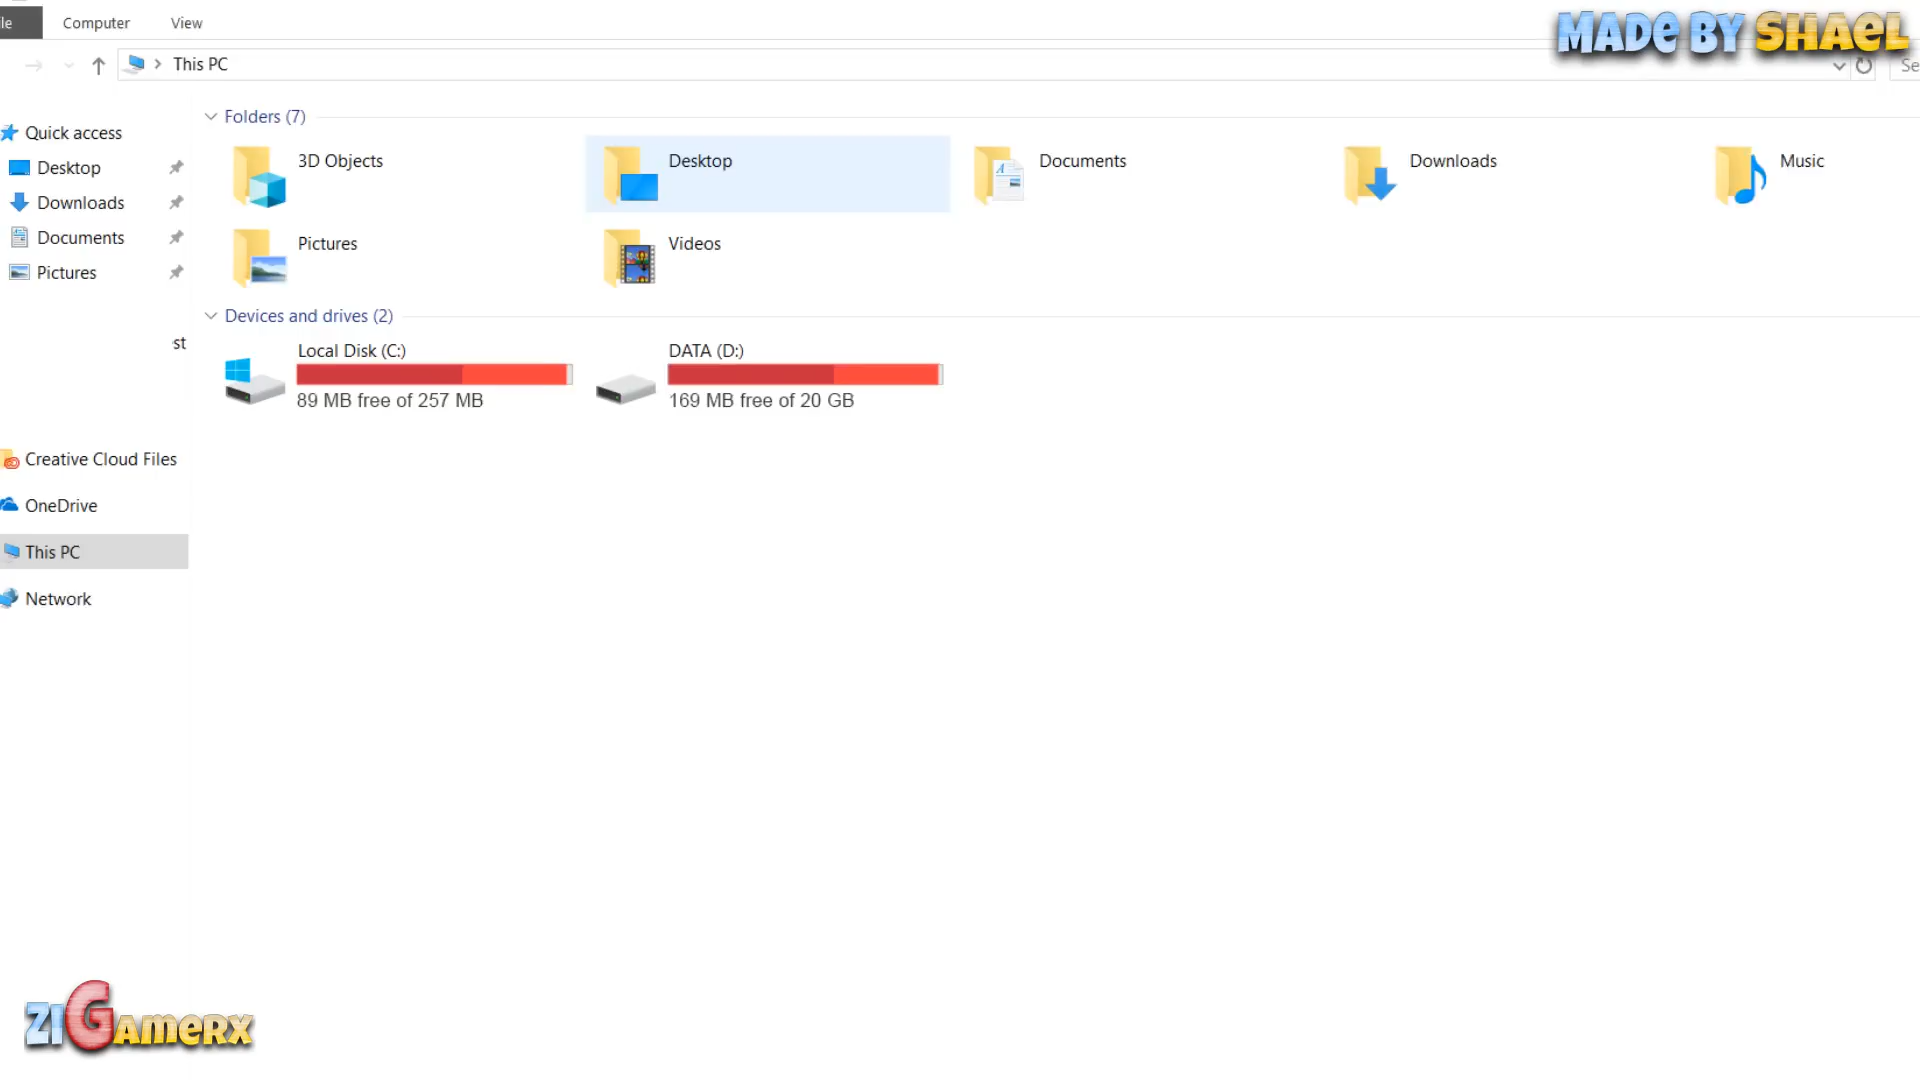 le Computer View
MADE BY SHAEL
This PC
Se
Quick access
Desktop
Downloads
Documents
Pictures
st
Creative Cloud Files
OneDrive
This PC
Network
Folders (7)
3D Objects
Desktop
Documents
Downloads
Music
Pictures
Videos
Devices and drives (2)
Local Disk (C:)
89 MB free of 257 MB
DATA (D:)
169 MB free of 20 GB
ZIGAMERX